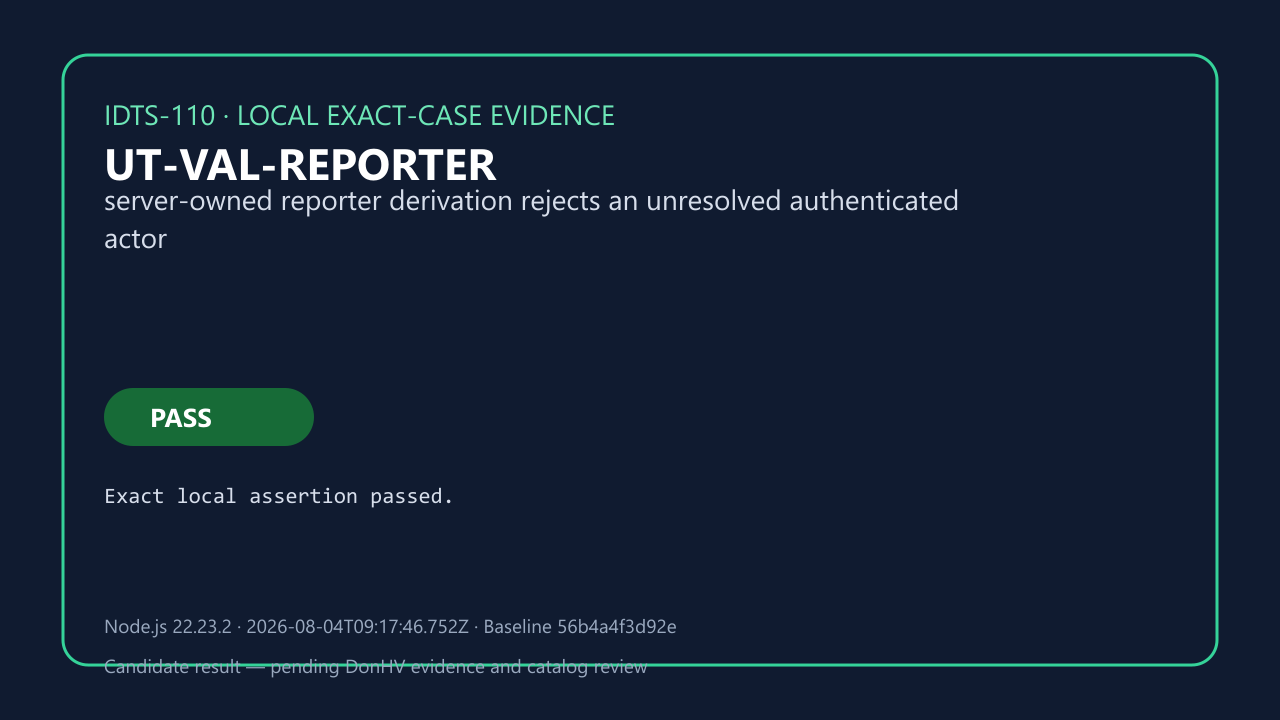 IDTS-110 · LOCAL EXACT-CASE EVIDENCE
UT-VAL-REPORTER
server-owned reporter derivation rejects an unresolved authenticated
actor
PASS
Exact local assertion passed.
Node.js 22.23.2 · 2026-08-04T09:17:46.752Z · Baseline 56b4a4f3d92e
Candidate result — pending DonHV evidence and catalog review